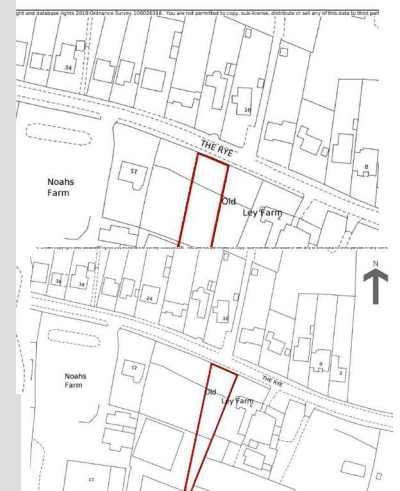 ght and database rights 2018 Ordnance Survey 100026316. You are not permitted to copy, sub-license, distribute or sell any of this data to third part
34
16
THE RYE
15
8
Noahs
Farm
Old
Ley Farm
N
36
34
24
16
15
8
2
THE RYE
Noahs
Farm
Old
Ley Farm
11